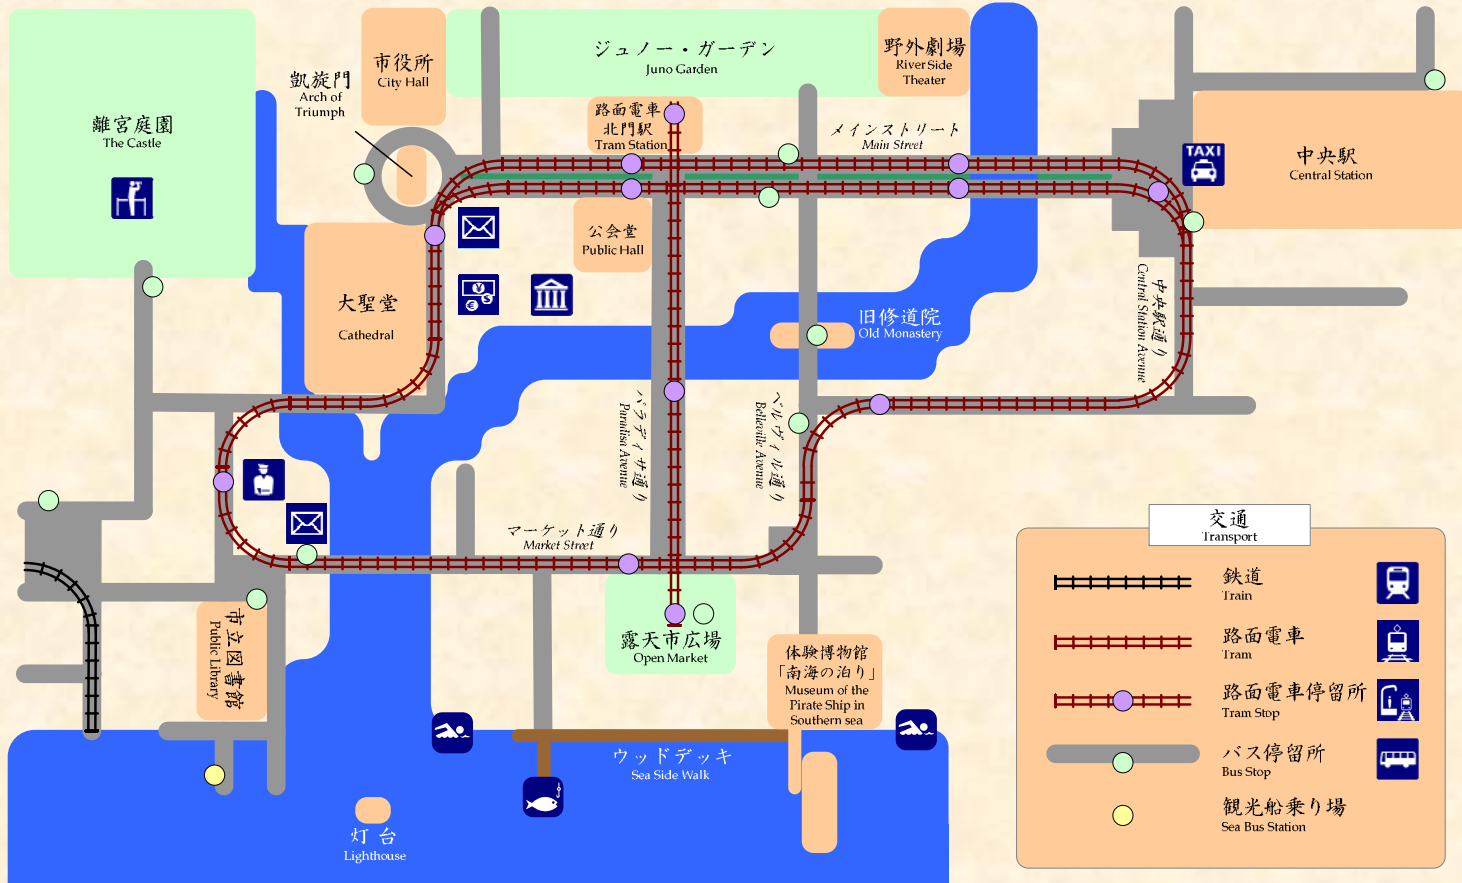 離宮庭園
The Castle
凱旋門
Arch of
Triumph
市役所
City Hall
ジュノー・ガーデン
Juno Garden
野外劇場
River Side
Theater
路面電車
北門駅
Tram Station
メインストリート
Main Street
TAXI
中央駅
Central Station
公会堂
Public Hall
大聖堂
Cathedral
旧修道院
Old Monastery
中央駅通り
Central Station Avenue
パラディサ通り
Paradisa Avenue
ベルヴィル通り
Belleville Avenue
マーケット通り
Market Street
市立図書館
Public Library
露天市広場
Open Market
体験博物館
「南海の泊り」
Museum of the
Pirate Ship in
Southern sea
ウッドデッキ
Sea Side Walk
灯台
Lighthouse
交通
Transport
鉄道
Train
路面電車
Tram
路面電車停留所
Tram Stop
バス停留所
Bus Stop
観光船乗り場
Sea Bus Station